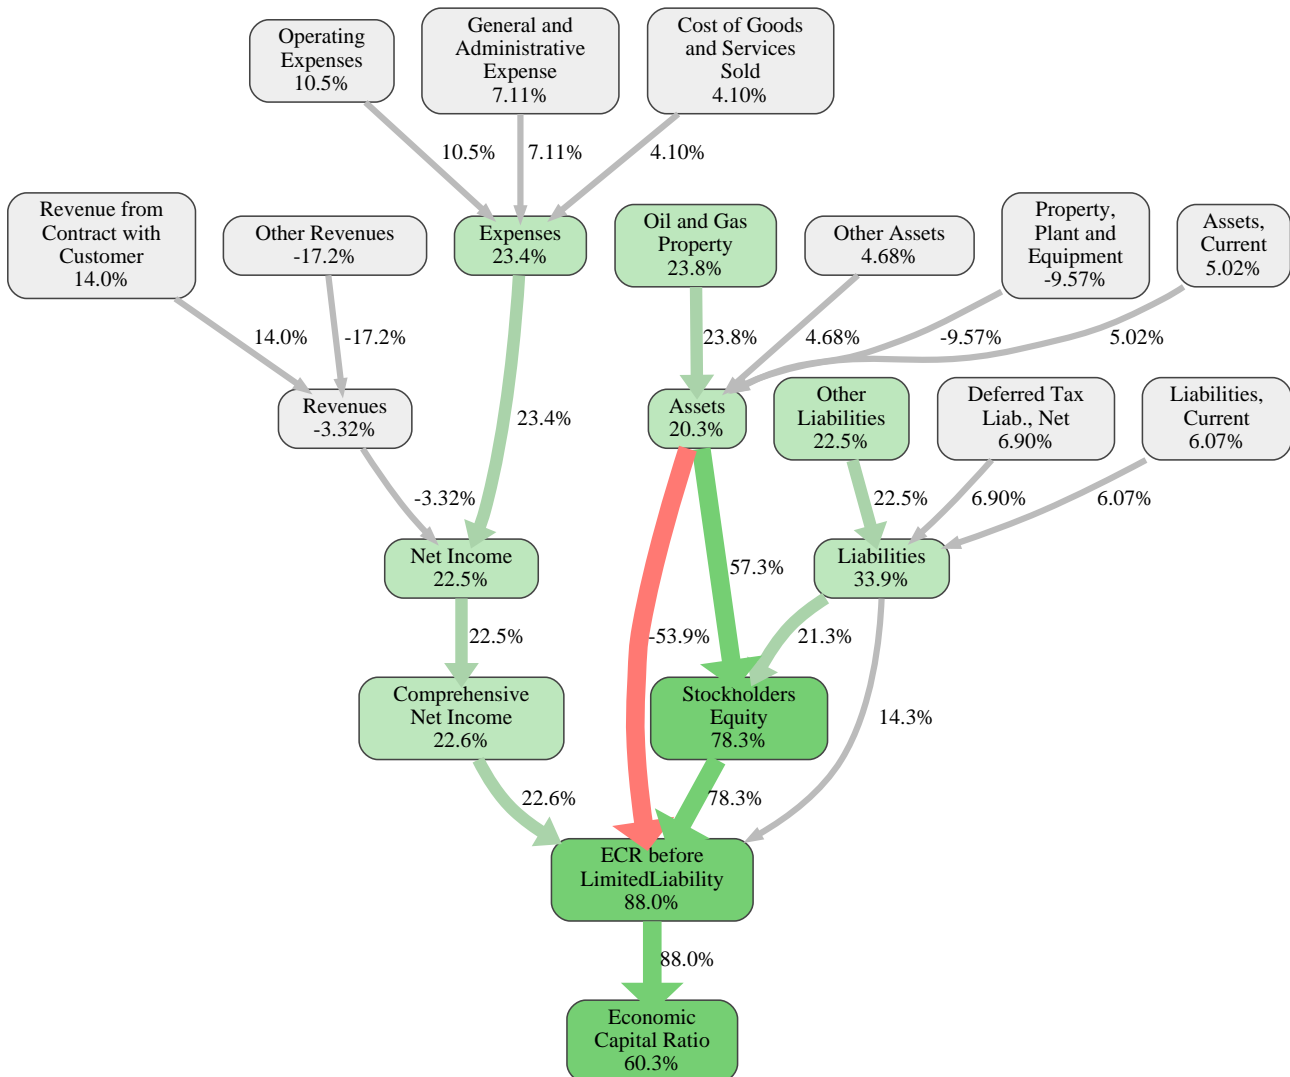 Operating
Expenses
10.5%
General and
Administrative
Expense
7.11%
Cost of Goods
and Services
Sold
4.10%
10.5%
7.11%
4.10%
Revenue from
Contract with
Customer
14.0%
Other Revenues
-17.2%
Expenses
23.4%
Oil and Gas
Property
23.8%
Other Assets
4.68%
Property,
Plant and
Equipment
-9.57%
Assets,
Current
5.02%
14.0%
-17.2%
23.8%
4.68%
-9.57%
5.02%
Revenues
-3.32%
23.4%
Assets
20.3%
Other
Liabilities
22.5%
Deferred Tax
Liab., Net
6.90%
Liabilities,
Current
6.07%
-3.32%
22.5%
6.90%
6.07%
Net Income
22.5%
57.3%
Liabilities
33.9%
22.5%
-53.9%
21.3%
Comprehensive
Net Income
22.6%
Stockholders
Equity
78.3%
14.3%
22.6%
78.3%
ECR before
LimitedLiability
88.0%
88.0%
Economic
Capital Ratio
60.3%